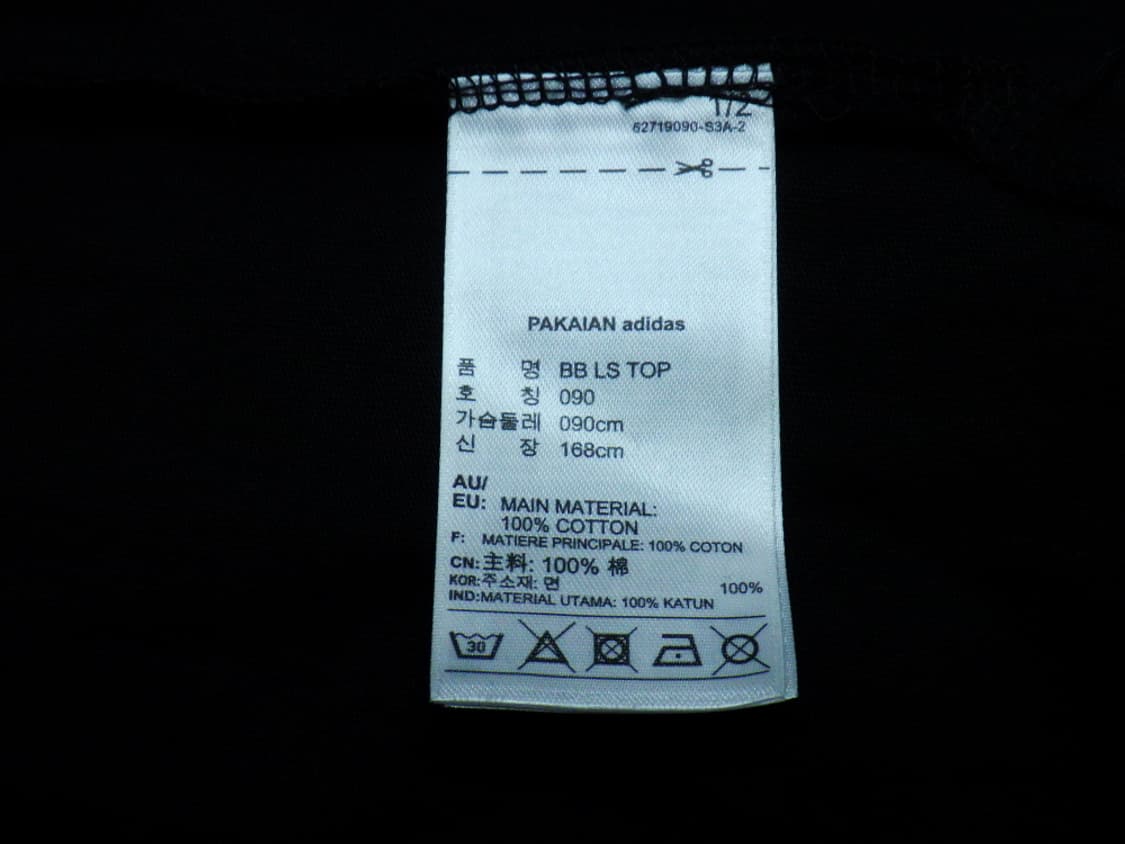 1/2
62719090-S3A-2
PAKAIAN adidas
품 명 BB LS TOP
호 칭 090
가슴둘레 090cm
신 장 168cm
AU/
EU: MAIN MATERIAL:
100% COTTON
F: MATIERE PRINCIPALE: 100% COTON
CN: 主料: 100% 棉
KOR: 주소재: 면 100%
IND: MATERIAL UTAMA: 100% KATUN
30